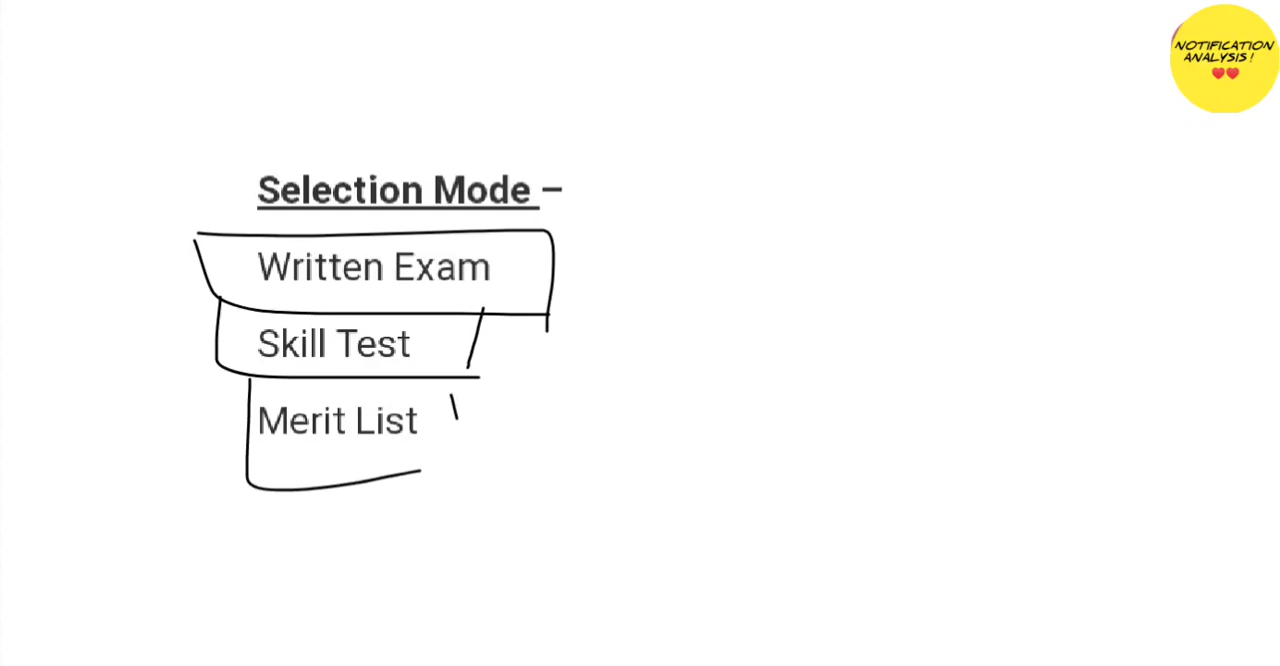 NOTIFICATION
ANALYSIS!
Selection Mode –
Written Exam
Skill Test
Merit List